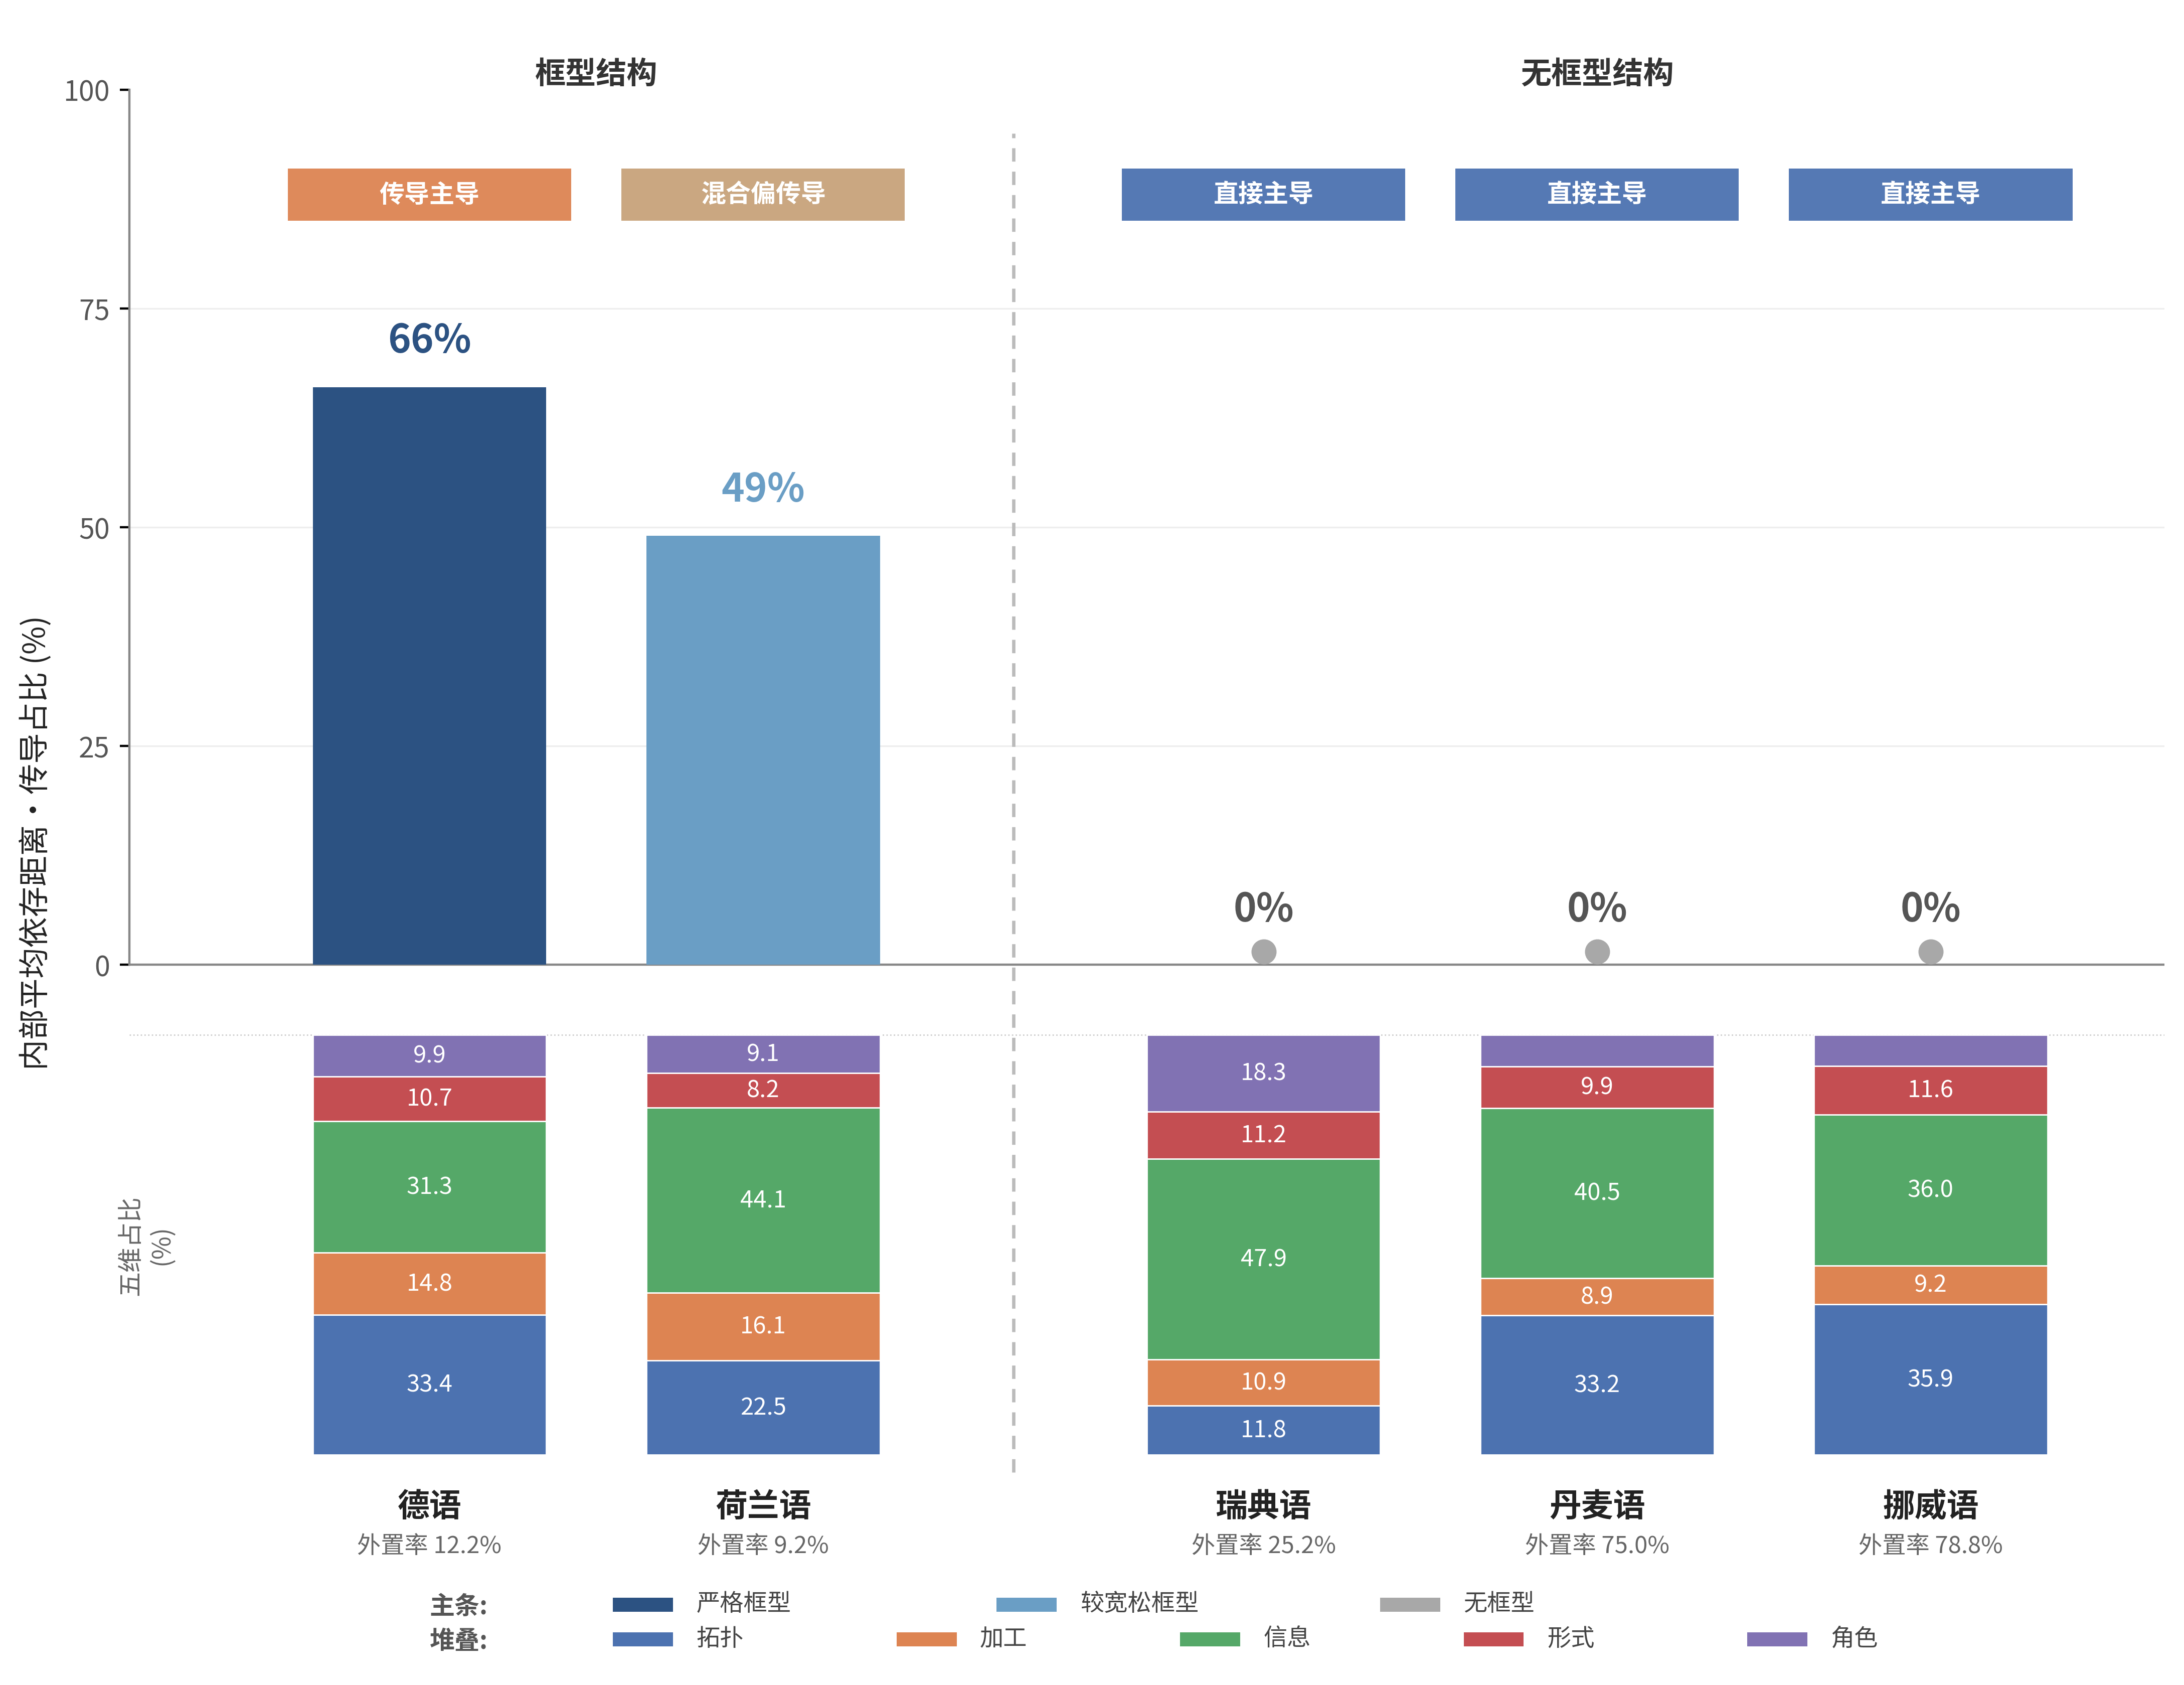 框型结构 无框型结构
100
传导主导 混合偏传导 直接主导 直接主导 直接主导
75
66%
50
49%
25
0% 0% 0%
0
内部平均依存距离·传导占比 (%)
9.9 9.1 18.3
10.7 8.2 11.2 9.9 11.6
31.3 44.1 47.9 40.5 36.0
14.8 16.1 10.9 8.9 9.2
33.4 22.5 11.8 33.2 35.9
五维占比
(%)
德语 荷兰语 瑞典语 丹麦语 挪威语
外置率 12.2% 外置率 9.2% 外置率 25.2% 外置率 75.0% 外置率 78.8%
主条: 严格框型 较宽松框型 无框型
堆叠: 拓扑 加工 信息 形式 角色